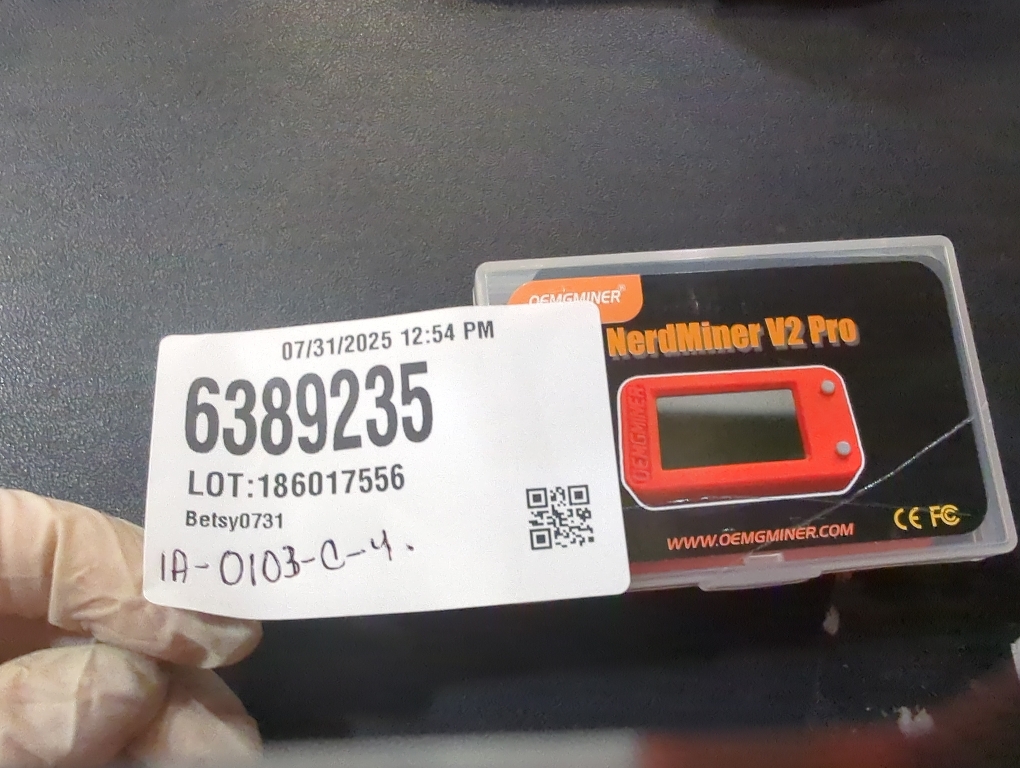 07/31/2025 12:54 PM
6389235
LOT:186017556
Betsy0731
1A-0103-C-4.
OEMGMINER®
NerdMiner V2 Pro
OEMGMINER
WWW.OEMGMINER.COM
CE FC